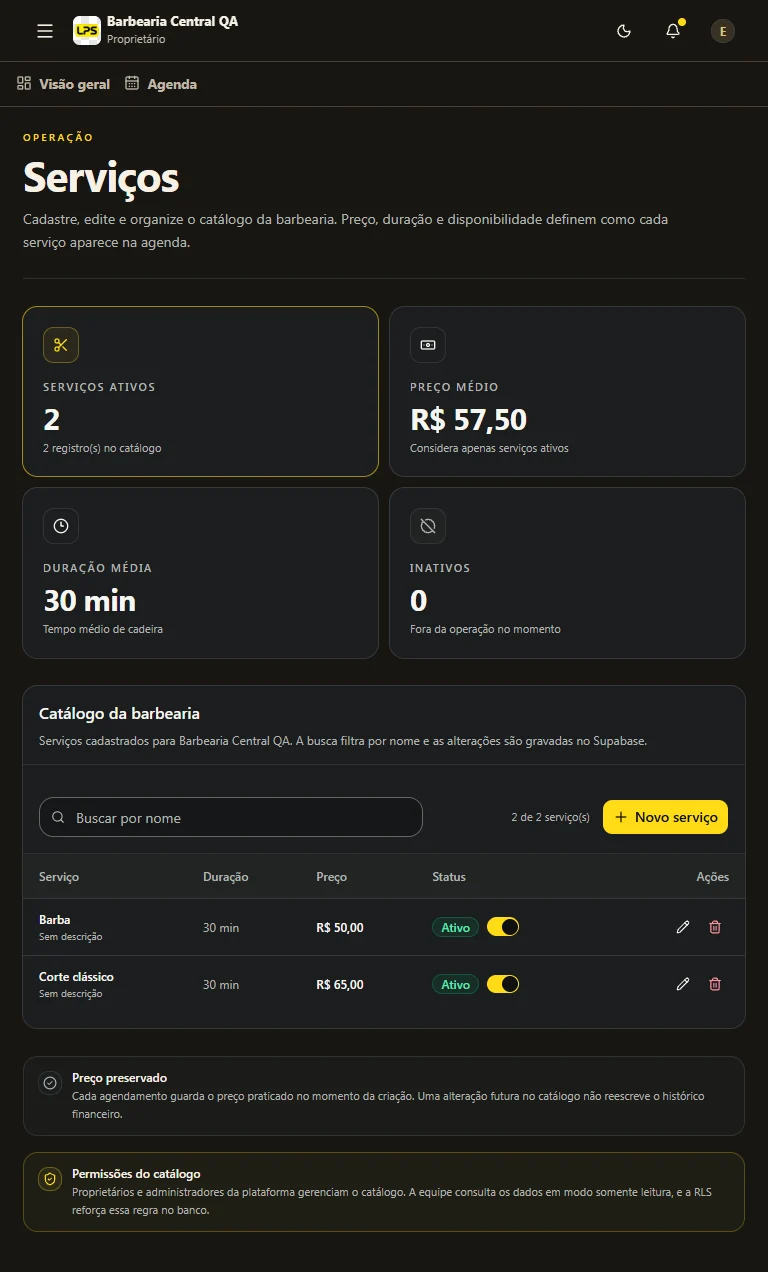 LPS
Barbearia Central QA
Proprietário
E
Visão geral
Agenda
OPERAÇÃO
Serviços
Cadastre, edite e organize o catálogo da barbearia. Preço, duração e disponibilidade definem como cada
serviço aparece na agenda.
SERVIÇOS ATIVOS
2
2 registro(s) no catálogo
PREÇO MÉDIO
R$ 57,50
Considera apenas serviços ativos
DURAÇÃO MÉDIA
30 min
Tempo médio de cadeira
INATIVOS
0
Fora da operação no momento
Catálogo da barbearia
Serviços cadastrados para Barbearia Central QA. A busca filtra por nome e as alterações são gravadas no Supabase.
Buscar por nome
2 de 2 serviço(s)
Novo serviço
Serviço Duração Preço Status Ações
Barba 30 min R$ 50,00 Ativo
Sem descrição
Corte clássico 30 min R$ 65,00 Ativo
Sem descrição
Preço preservado
Cada agendamento guarda o preço praticado no momento da criação. Uma alteração futura no catálogo não reescreve o histórico
financeiro.
Permissões do catálogo
Proprietários e administradores da plataforma gerenciam o catálogo. A equipe consulta os dados em modo somente leitura, e a RLS
reforça essa regra no banco.